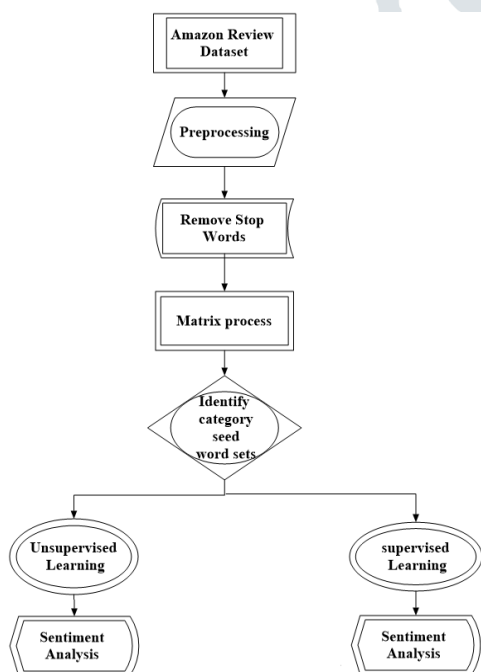 Amazon Review
Dataset
Preprocessing
Remove Stop
Words
Matrix process
Identify
category
seed
word sets
Unsupervised
Learning
supervised
Learning
Sentiment
Analysis
Sentiment
Analysis